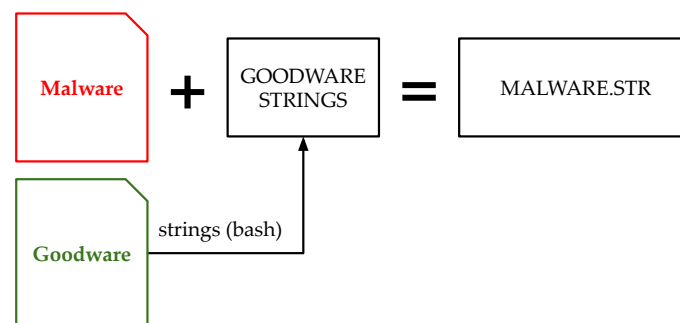 Malware
+
GOODWARE
STRINGS
=
MALWARE.STR
strings (bash)
Goodware